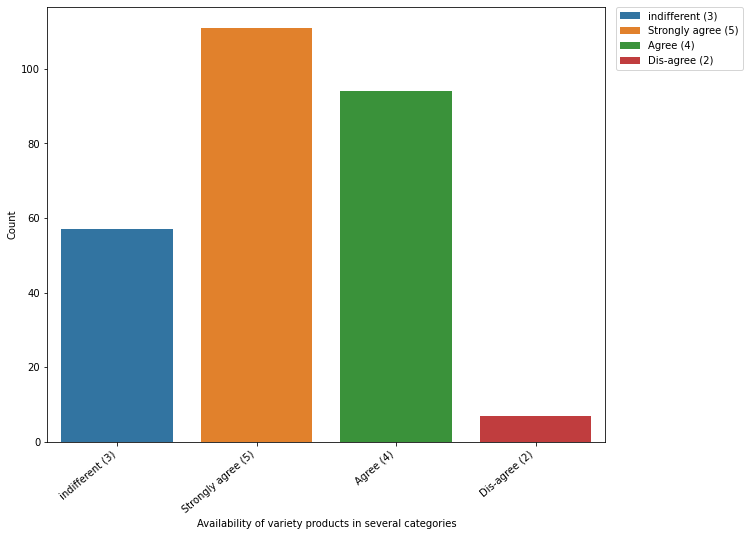 indifferent (3)
Strongly agree (5)
Agree (4)
Dis-agree (2)
100
80
60
40
20
0
Count
indifferent (3)
Strongly agree (5)
Agree (4)
Dis-agree (2)
Availability of variety products in several categories